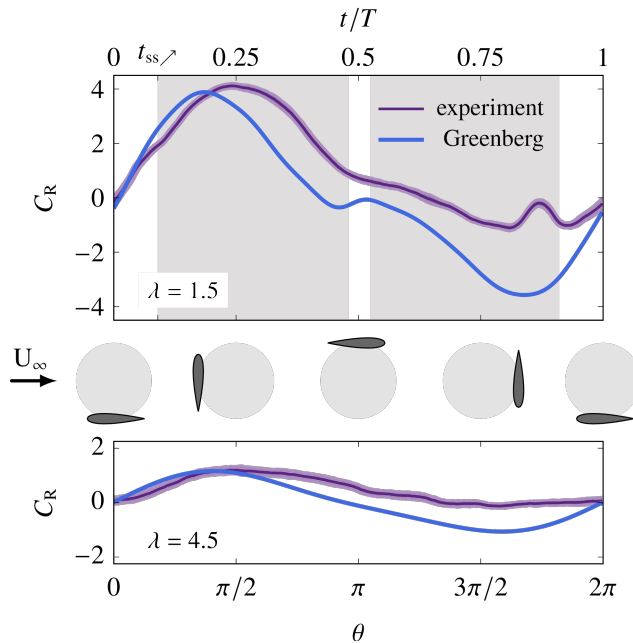 t/T
0 t_ss↗ 0.25 0.5 0.75 1
4
2
0
−2
−4
C_R
experiment
Greenberg
λ = 1.5
U_∞
2
0
−2
C_R
λ = 4.5
0 π/2 π 3π/2 2π
θ